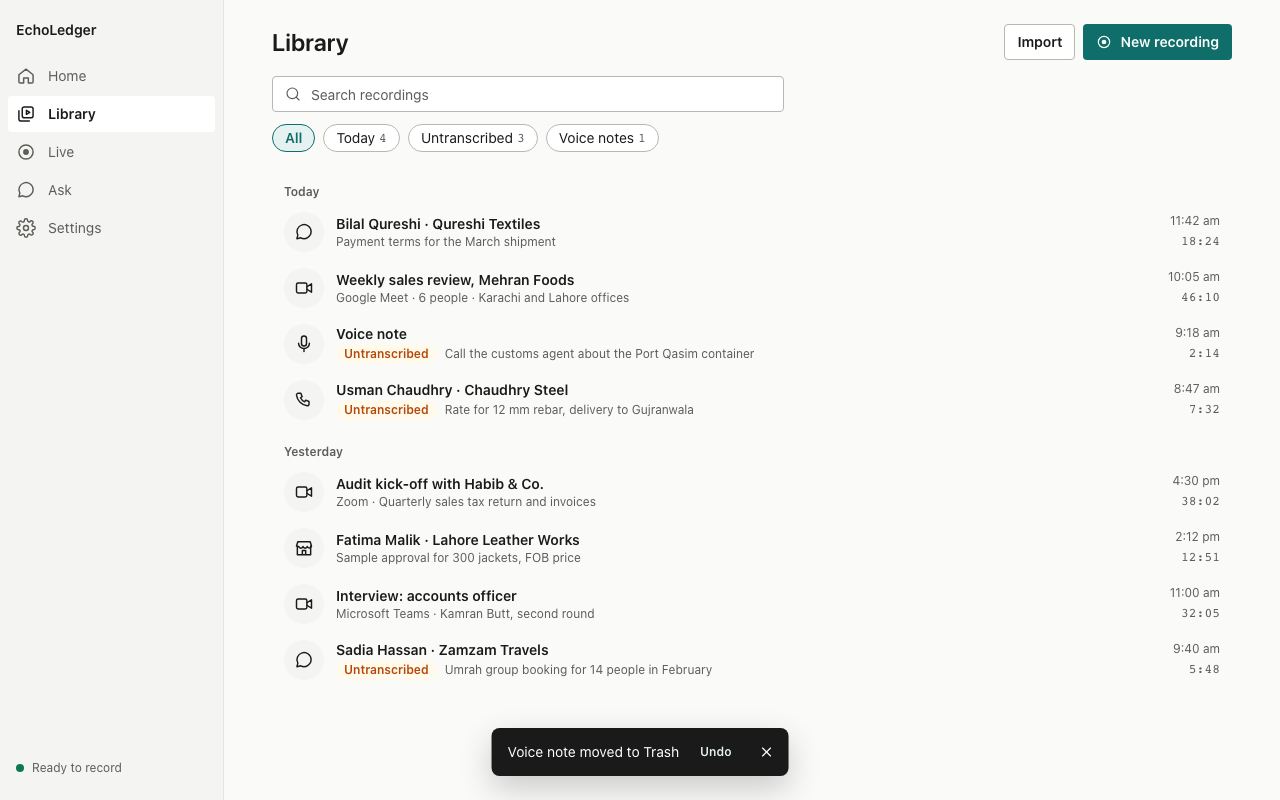 EchoLedger
Home
Library
Live
Ask
Settings
Ready to record
Library
Import
New recording
Search recordings
All
Today 4
Untranscribed 3
Voice notes 1
Today
Bilal Qureshi · Qureshi Textiles
11:42 am
Payment terms for the March shipment
18:24
Weekly sales review, Mehran Foods
10:05 am
Google Meet · 6 people · Karachi and Lahore offices
46:10
Voice note
9:18 am
Untranscribed Call the customs agent about the Port Qasim container
2:14
Usman Chaudhry · Chaudhry Steel
8:47 am
Untranscribed Rate for 12 mm rebar, delivery to Gujranwala
7:32
Yesterday
Audit kick-off with Habib & Co.
4:30 pm
Zoom · Quarterly sales tax return and invoices
38:02
Fatima Malik · Lahore Leather Works
2:12 pm
Sample approval for 300 jackets, FOB price
12:51
Interview: accounts officer
11:00 am
Microsoft Teams · Kamran Butt, second round
32:05
Sadia Hassan · Zamzam Travels
9:40 am
Untranscribed Umrah group booking for 14 people in February
5:48
Voice note moved to Trash Undo